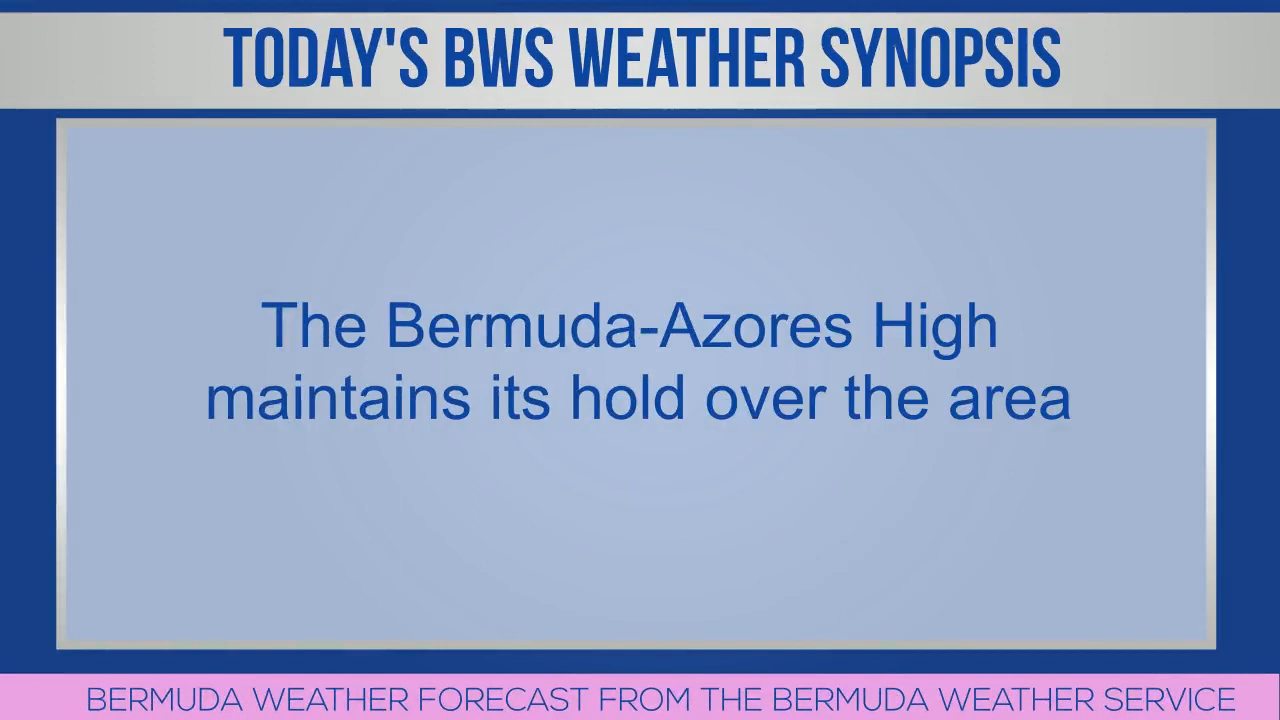 TODAY'S BWS WEATHER SYNOPSIS
The Bermuda-Azores High
maintains its hold over the area
BERMUDA WEATHER FORECAST FROM THE BERMUDA WEATHER SERVICE